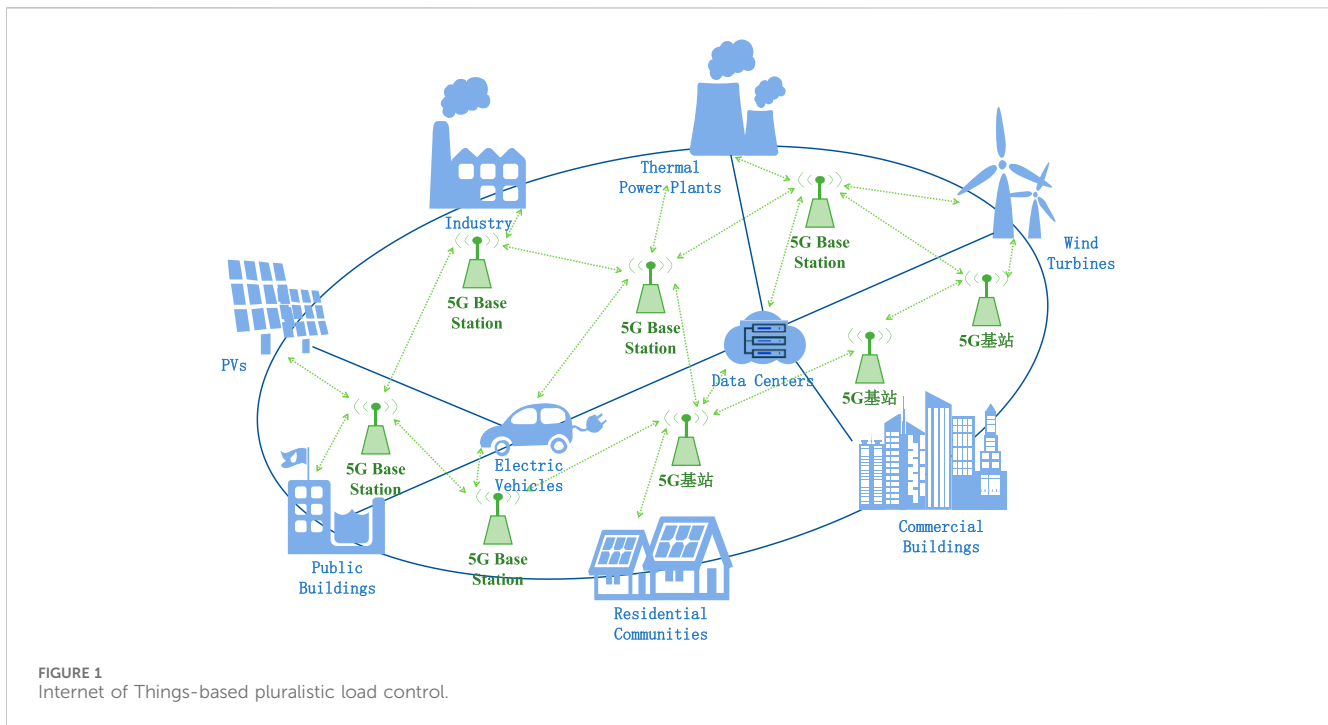 Thermal
Power Plants
Industry
5G Base
Station
Wind
Turbines
5G Base
Station
5G Base
Station
5G基站
PVs
Data Centers
5G基站
5G Base
Station
Electric
Vehicles
5G基站
5G Base
Station
Commercial
Buildings
Public
Buildings
Residential
Communities
FIGURE 1
Internet of Things-based pluralistic load control.